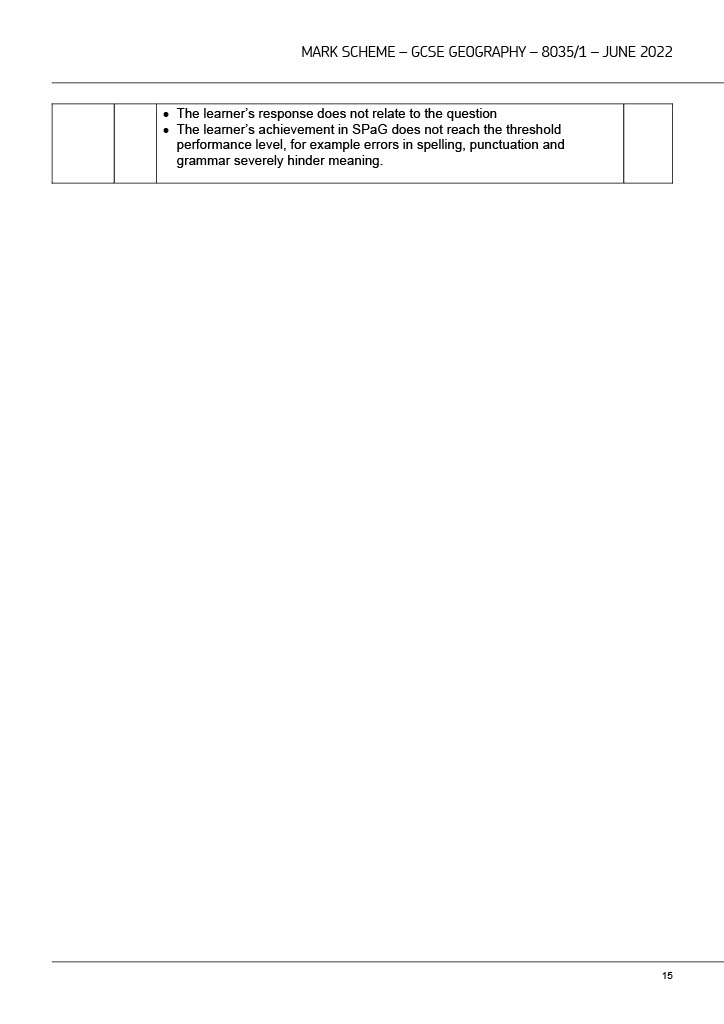 MARK SCHEME – GCSE GEOGRAPHY – 8035/1 – JUNE 2022
• The learner's response does not relate to the question
• The learner's achievement in SPaG does not reach the threshold
performance level, for example errors in spelling, punctuation and
grammar severely hinder meaning.
15